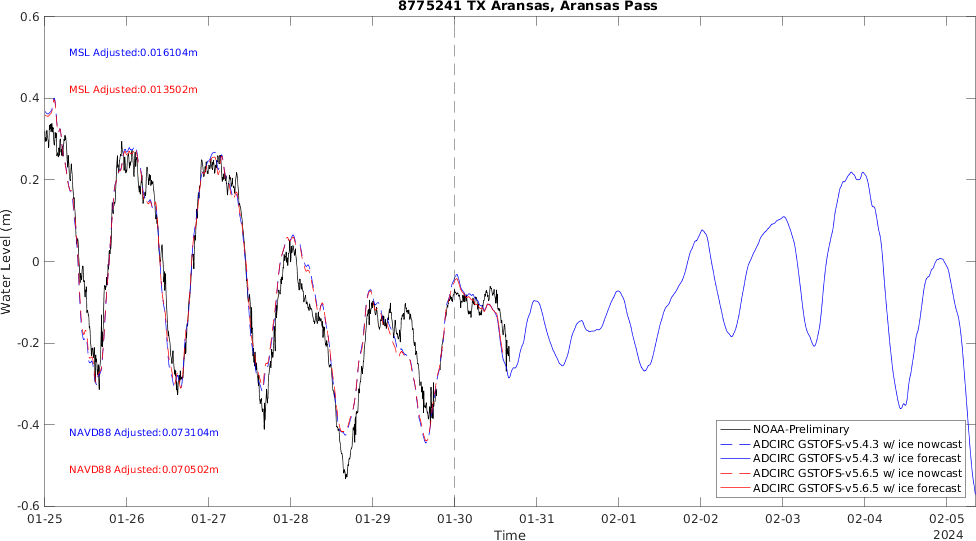 8775241 TX Aransas, Aransas Pass
0.6
0.4
0.2
0
-0.2
-0.4
-0.6
Water Level (m)
MSL Adjusted:0.016104m
MSL Adjusted:0.013502m
NAVD88 Adjusted:0.073104m
NAVD88 Adjusted:0.070502m
NOAA-Preliminary
ADCIRC GSTOFS-v5.4.3 w/ ice nowcast
ADCIRC GSTOFS-v5.4.3 w/ ice forecast
ADCIRC GSTOFS-v5.6.5 w/ ice nowcast
ADCIRC GSTOFS-v5.6.5 w/ ice forecast
01-25 01-26 01-27 01-28 01-29 01-30 01-31 02-01 02-02 02-03 02-04 02-05
2024
Time